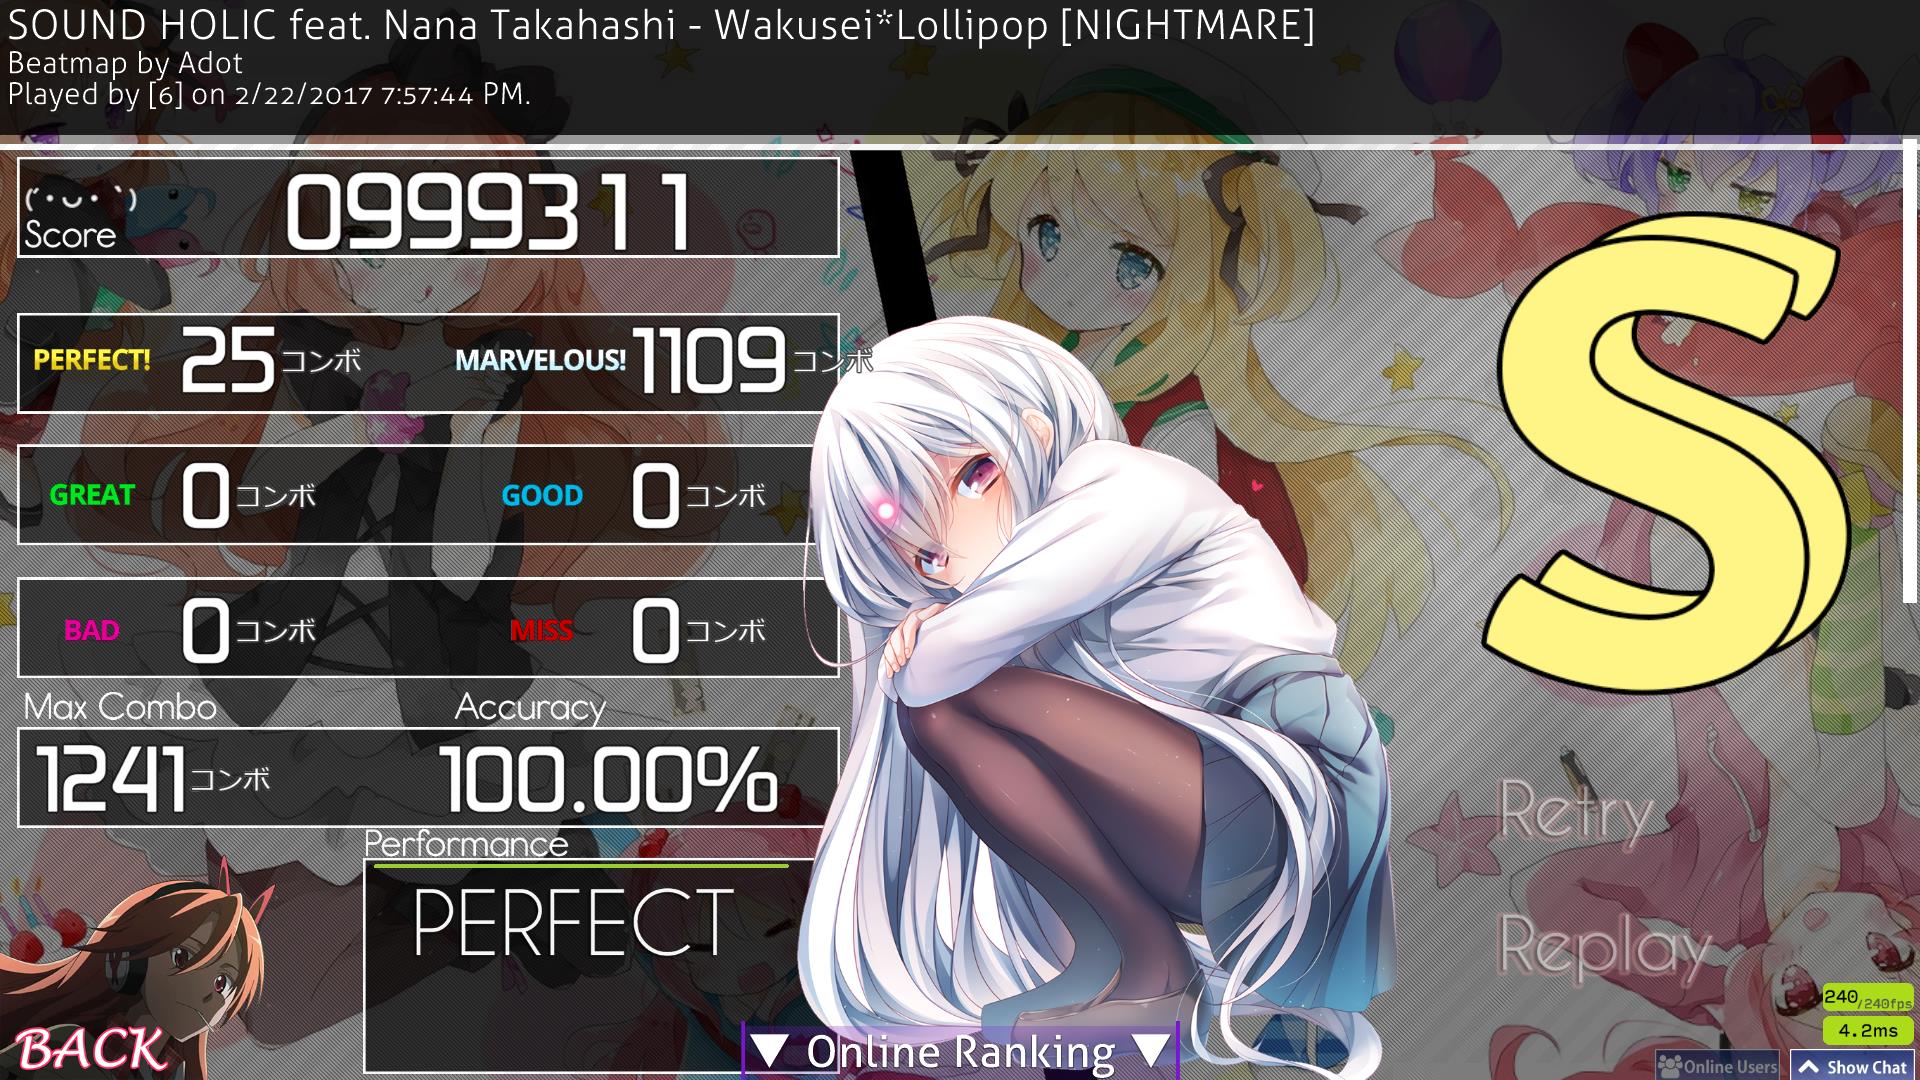 SOUND HOLIC feat. Nana Takahashi - Wakusei*Lollipop [NIGHTMARE]
Beatmap by Adot
Played by [6] on 2/22/2017 7:57:44 PM.
(´･ᴗ･`)
Score 0999311
PERFECT! 25コンボ MARVELOUS! 1109コンボ
GREAT 0コンボ GOOD 0コンボ
BAD 0コンボ MISS 0コンボ
Max Combo Accuracy
1241コンボ 100.00%
Performance
PERFECT
Retry
Replay
BACK
▼ Online Ranking ▼
240/240fps
4.2ms
Online Users
Show Chat
S